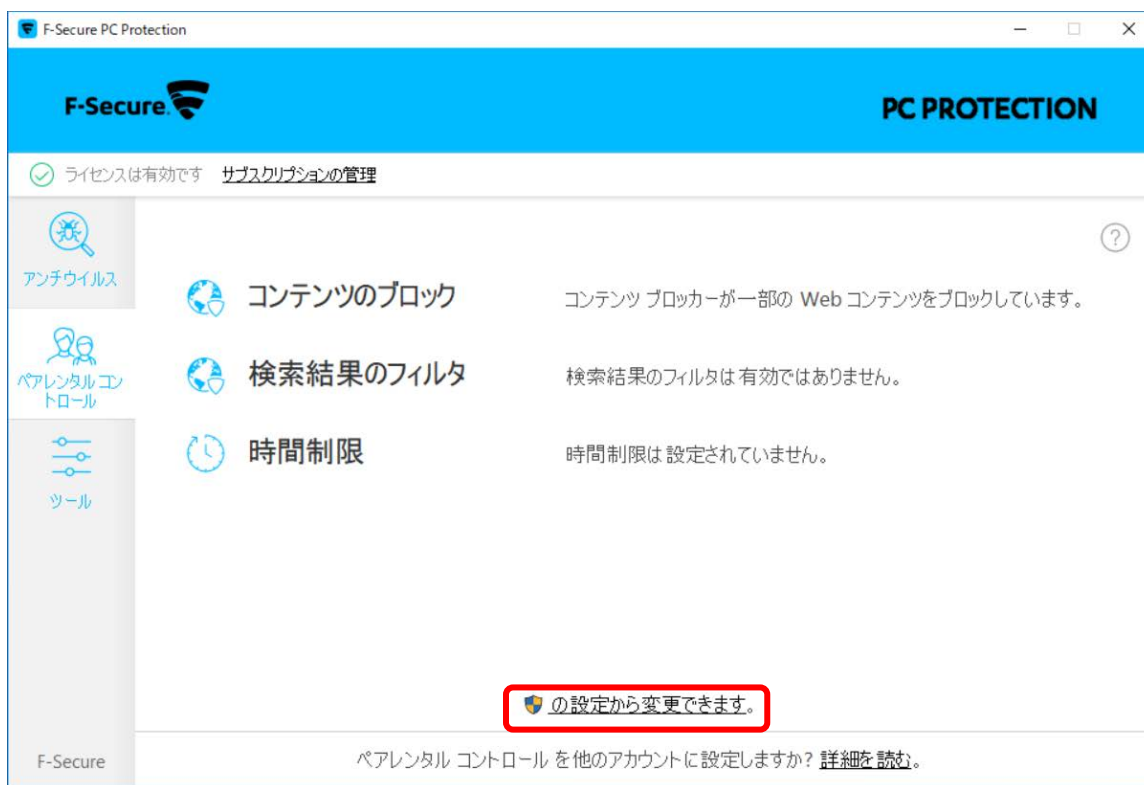 F-Secure PC Protection
F-Secure.
PC PROTECTION
ライセンスは有効です サブスクリプションの管理
アンチウイルス
コンテンツのブロック
コンテンツ ブロッカーが一部の Web コンテンツをブロックしています。
ペアレンタル コン
トロール
検索結果のフィルタ
検索結果のフィルタは有効ではありません。
時間制限
時間制限は設定されていません。
ツール
の設定から変更できます。
F-Secure
ペアレンタル コントロール を他のアカウントに設定しますか? 詳細を読む。